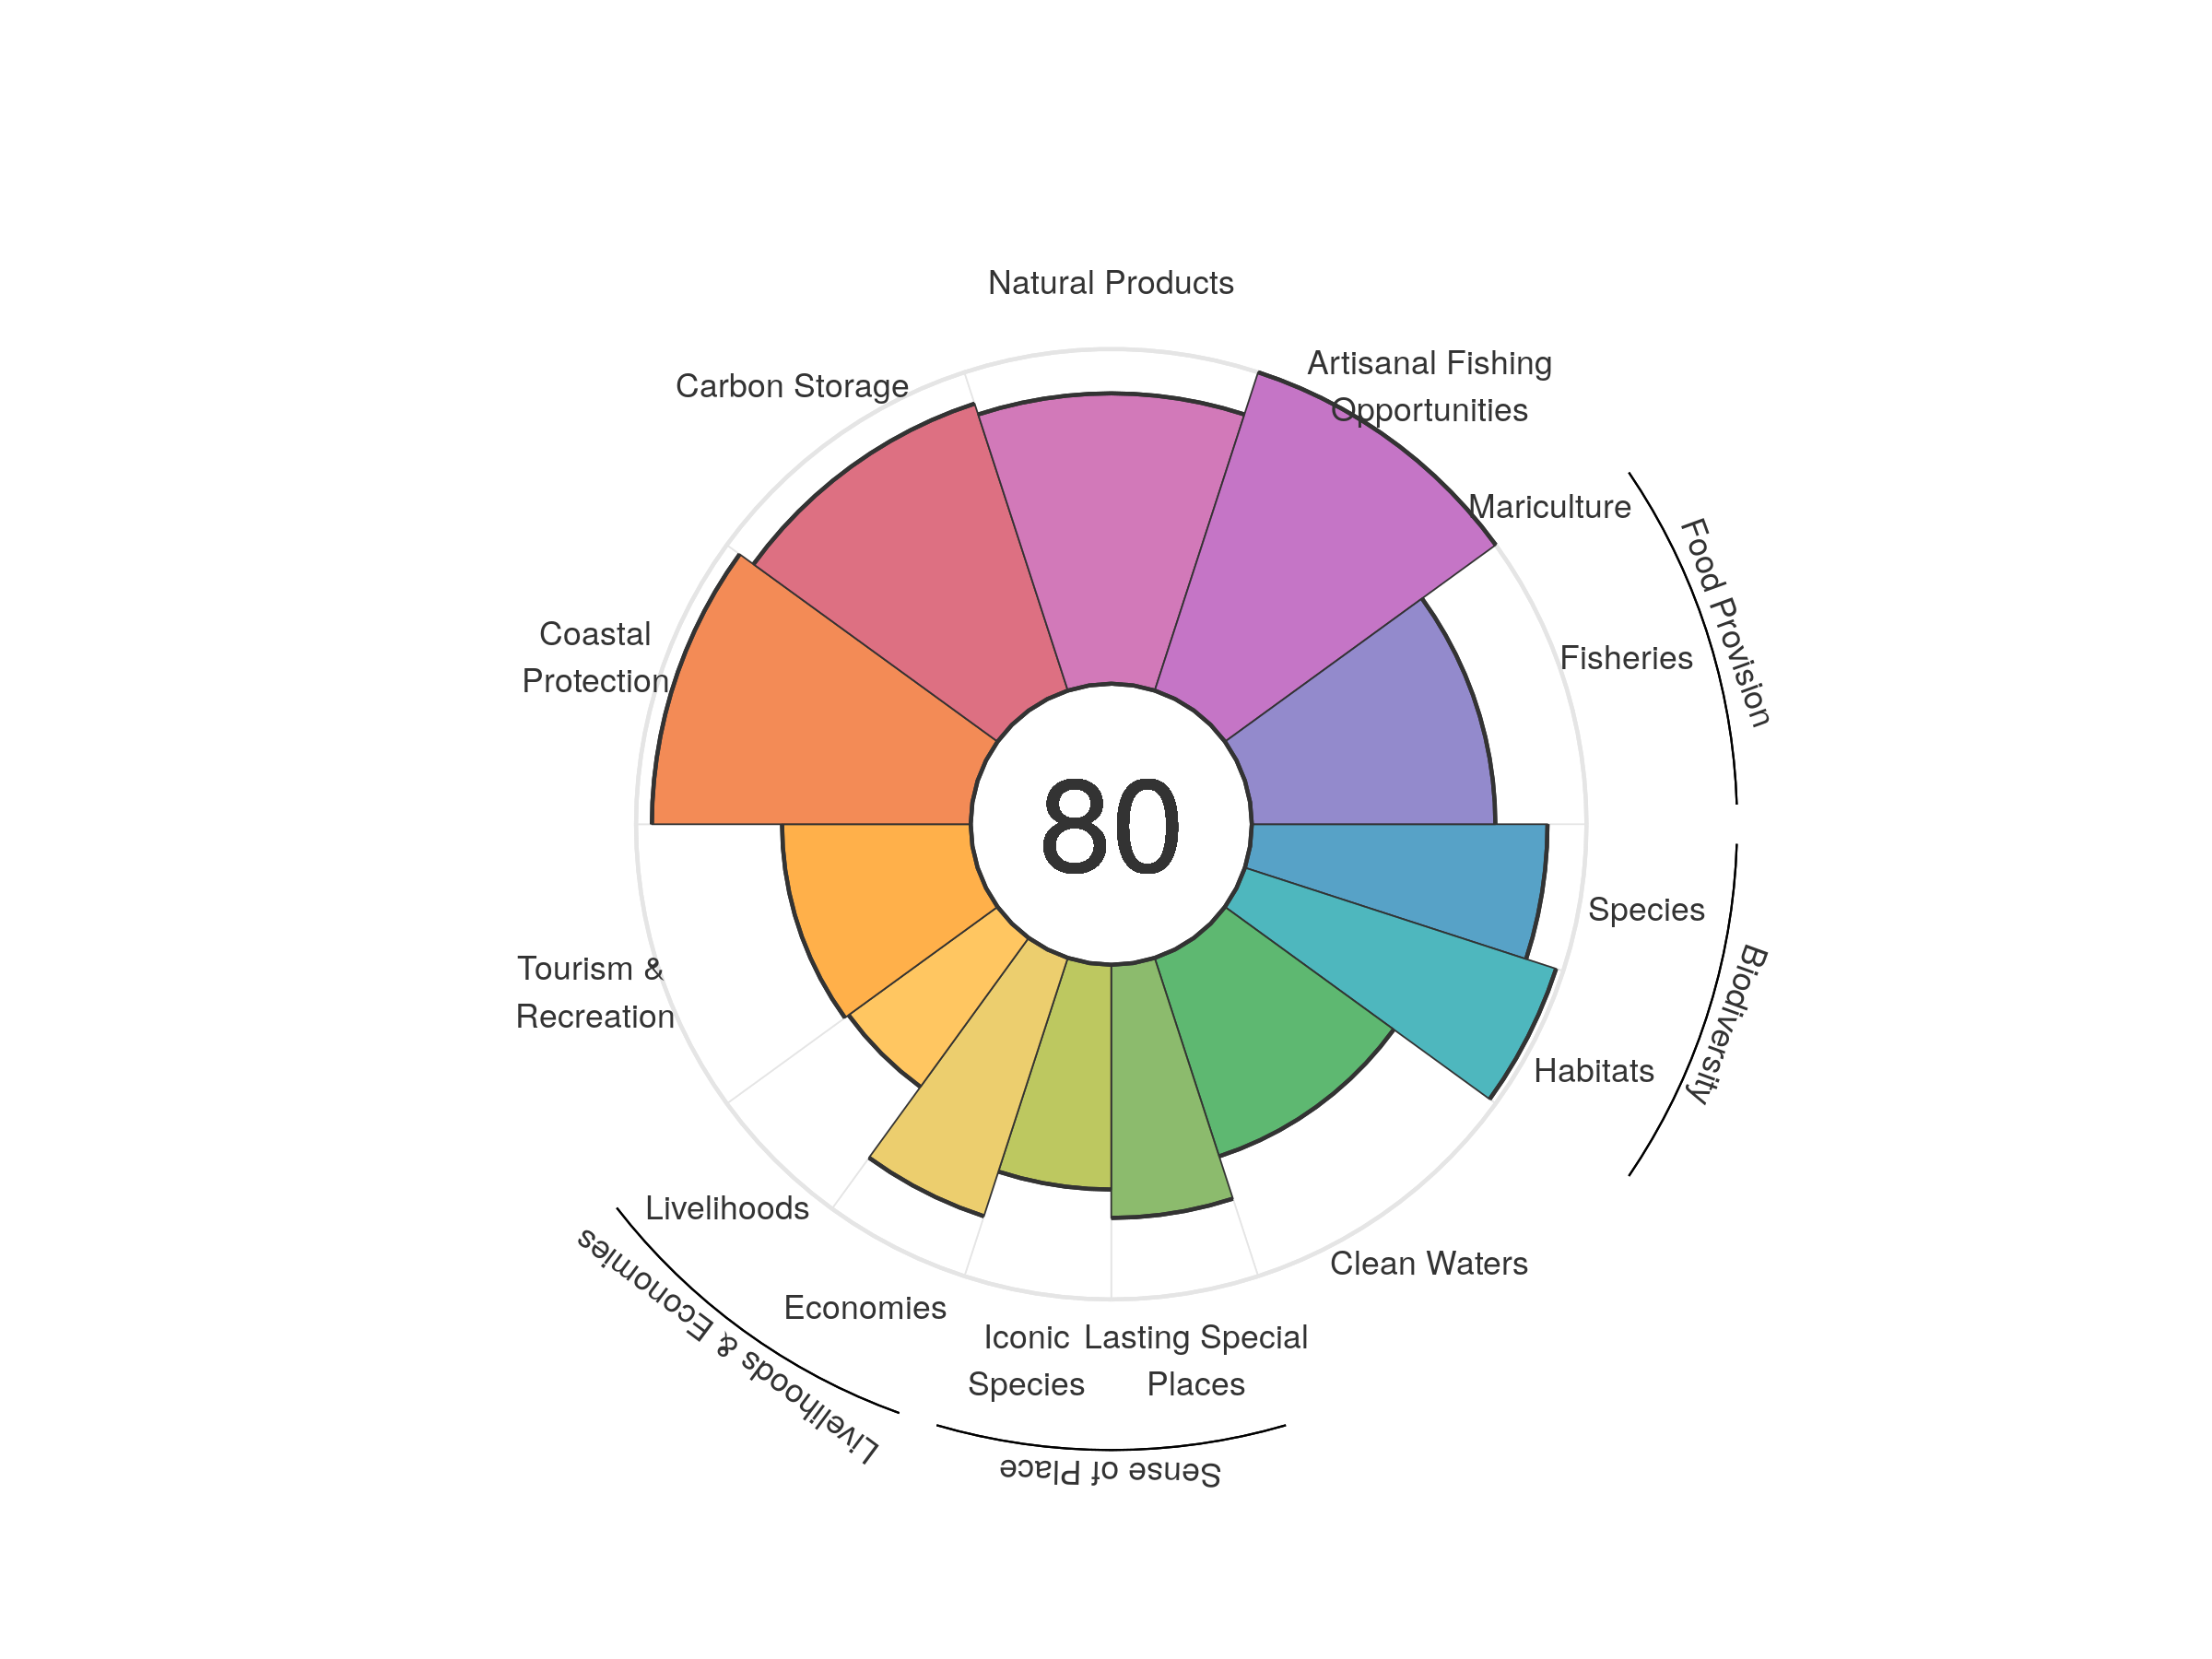 Natural Products
Artisanal Fishing
Opportunities
Carbon Storage
Mariculture
Food Provision
Fisheries
Coastal
Protection
80
Species
Biodiversity
Tourism &
Recreation
Habitats
Livelihoods
Clean Waters
Economies
Livelihoods & Economies
Iconic
Species
Lasting Special
Places
Sense of Place